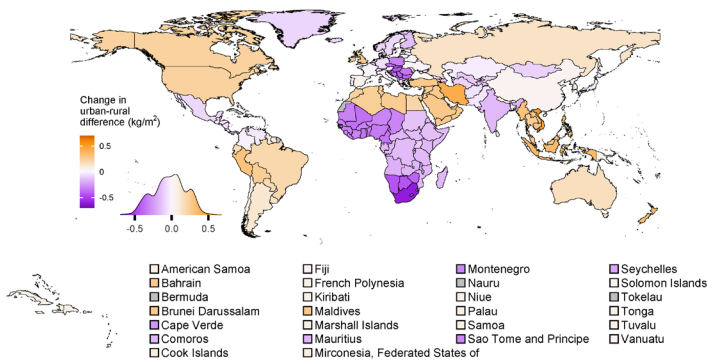 Change in
urban-rural
difference (kg/m²)
0.5
0
-0.5
-0.5 0.0 0.5
American Samoa
Bahrain
Bermuda
Brunei Darussalam
Cape Verde
Comoros
Cook Islands
Fiji
French Polynesia
Kiribati
Maldives
Marshall Islands
Mauritius
Mirconesia, Federated States of
Montenegro
Nauru
Niue
Palau
Samoa
Sao Tome and Principe
Seychelles
Solomon Islands
Tokelau
Tonga
Tuvalu
Vanuatu